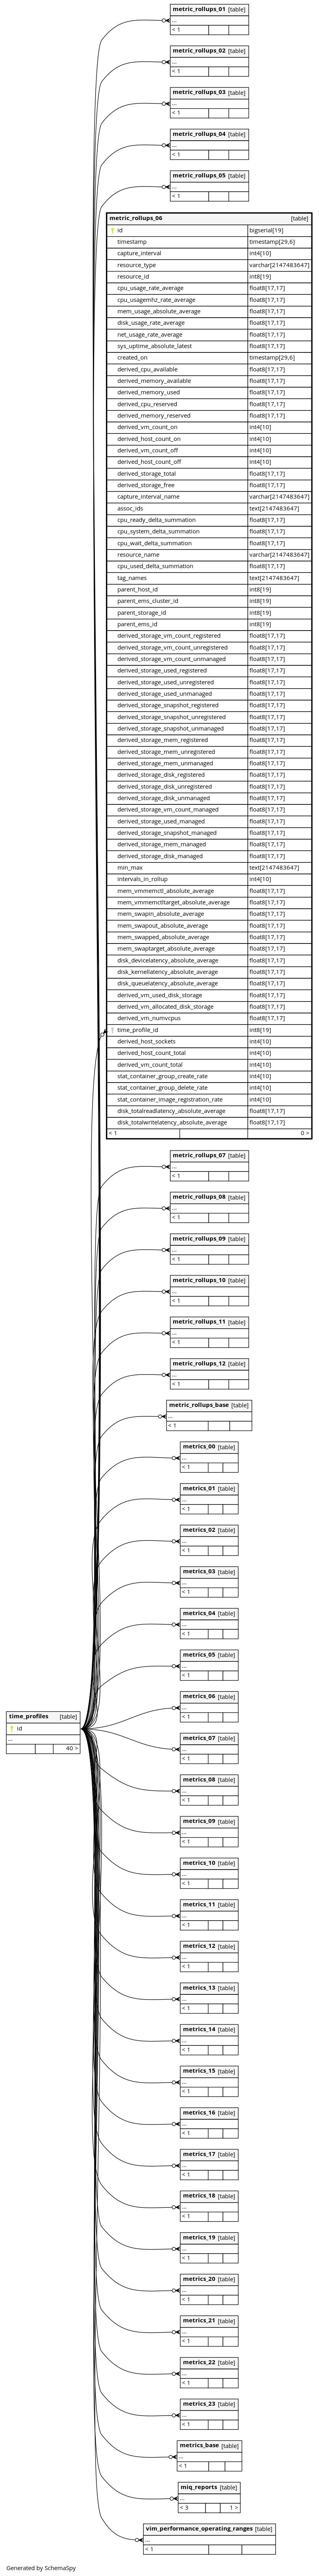 metric_rollups_01 [table]
...
< 1
metric_rollups_02 [table]
...
< 1
metric_rollups_03 [table]
...
< 1
metric_rollups_04 [table]
...
< 1
metric_rollups_05 [table]
...
< 1
metric_rollups_06 [table]
id bigserial[19]
timestamp timestamp[29,6]
capture_interval int4[10]
resource_type varchar[2147483647]
resource_id int8[19]
cpu_usage_rate_average float8[17,17]
cpu_usagemhz_rate_average float8[17,17]
mem_usage_absolute_average float8[17,17]
disk_usage_rate_average float8[17,17]
net_usage_rate_average float8[17,17]
sys_uptime_absolute_latest float8[17,17]
created_on timestamp[29,6]
derived_cpu_available float8[17,17]
derived_memory_available float8[17,17]
derived_memory_used float8[17,17]
derived_cpu_reserved float8[17,17]
derived_memory_reserved float8[17,17]
derived_vm_count_on int4[10]
derived_host_count_on int4[10]
derived_vm_count_off int4[10]
derived_host_count_off int4[10]
derived_storage_total float8[17,17]
derived_storage_free float8[17,17]
capture_interval_name varchar[2147483647]
assoc_ids text[2147483647]
cpu_ready_delta_summation float8[17,17]
cpu_system_delta_summation float8[17,17]
cpu_wait_delta_summation float8[17,17]
resource_name varchar[2147483647]
cpu_used_delta_summation float8[17,17]
tag_names text[2147483647]
parent_host_id int8[19]
parent_ems_cluster_id int8[19]
parent_storage_id int8[19]
parent_ems_id int8[19]
derived_storage_vm_count_registered float8[17,17]
derived_storage_vm_count_unregistered float8[17,17]
derived_storage_vm_count_unmanaged float8[17,17]
derived_storage_used_registered float8[17,17]
derived_storage_used_unregistered float8[17,17]
derived_storage_used_unmanaged float8[17,17]
derived_storage_snapshot_registered float8[17,17]
derived_storage_snapshot_unregistered float8[17,17]
derived_storage_snapshot_unmanaged float8[17,17]
derived_storage_mem_registered float8[17,17]
derived_storage_mem_unregistered float8[17,17]
derived_storage_mem_unmanaged float8[17,17]
derived_storage_disk_registered float8[17,17]
derived_storage_disk_unregistered float8[17,17]
derived_storage_disk_unmanaged float8[17,17]
derived_storage_vm_count_managed float8[17,17]
derived_storage_used_managed float8[17,17]
derived_storage_snapshot_managed float8[17,17]
derived_storage_mem_managed float8[17,17]
derived_storage_disk_managed float8[17,17]
min_max text[2147483647]
intervals_in_rollup int4[10]
mem_vmmemctl_absolute_average float8[17,17]
mem_vmmemctltarget_absolute_average float8[17,17]
mem_swapin_absolute_average float8[17,17]
mem_swapout_absolute_average float8[17,17]
mem_swapped_absolute_average float8[17,17]
mem_swaptarget_absolute_average float8[17,17]
disk_devicelatency_absolute_average float8[17,17]
disk_kernellatency_absolute_average float8[17,17]
disk_queuelatency_absolute_average float8[17,17]
derived_vm_used_disk_storage float8[17,17]
derived_vm_allocated_disk_storage float8[17,17]
derived_vm_numvcpus float8[17,17]
time_profile_id int8[19]
derived_host_sockets int4[10]
derived_host_count_total int4[10]
derived_vm_count_total int4[10]
stat_container_group_create_rate int4[10]
stat_container_group_delete_rate int4[10]
stat_container_image_registration_rate int4[10]
disk_totalreadlatency_absolute_average float8[17,17]
disk_totalwritelatency_absolute_average float8[17,17]
< 1 0 >
metric_rollups_07 [table]
...
< 1
metric_rollups_08 [table]
...
< 1
metric_rollups_09 [table]
...
< 1
metric_rollups_10 [table]
...
< 1
metric_rollups_11 [table]
...
< 1
metric_rollups_12 [table]
...
< 1
metric_rollups_base [table]
...
< 1
metrics_00 [table]
...
< 1
metrics_01 [table]
...
< 1
metrics_02 [table]
...
< 1
metrics_03 [table]
...
< 1
metrics_04 [table]
...
< 1
metrics_05 [table]
...
< 1
metrics_06 [table]
...
< 1
time_profiles [table]
id
...
40 >
metrics_07 [table]
...
< 1
metrics_08 [table]
...
< 1
metrics_09 [table]
...
< 1
metrics_10 [table]
...
< 1
metrics_11 [table]
...
< 1
metrics_12 [table]
...
< 1
metrics_13 [table]
...
< 1
metrics_14 [table]
...
< 1
metrics_15 [table]
...
< 1
metrics_16 [table]
...
< 1
metrics_17 [table]
...
< 1
metrics_18 [table]
...
< 1
metrics_19 [table]
...
< 1
metrics_20 [table]
...
< 1
metrics_21 [table]
...
< 1
metrics_22 [table]
...
< 1
metrics_23 [table]
...
< 1
metrics_base [table]
...
< 1
miq_reports [table]
...
< 3 1 >
vim_performance_operating_ranges [table]
...
< 1
Generated by SchemaSpy